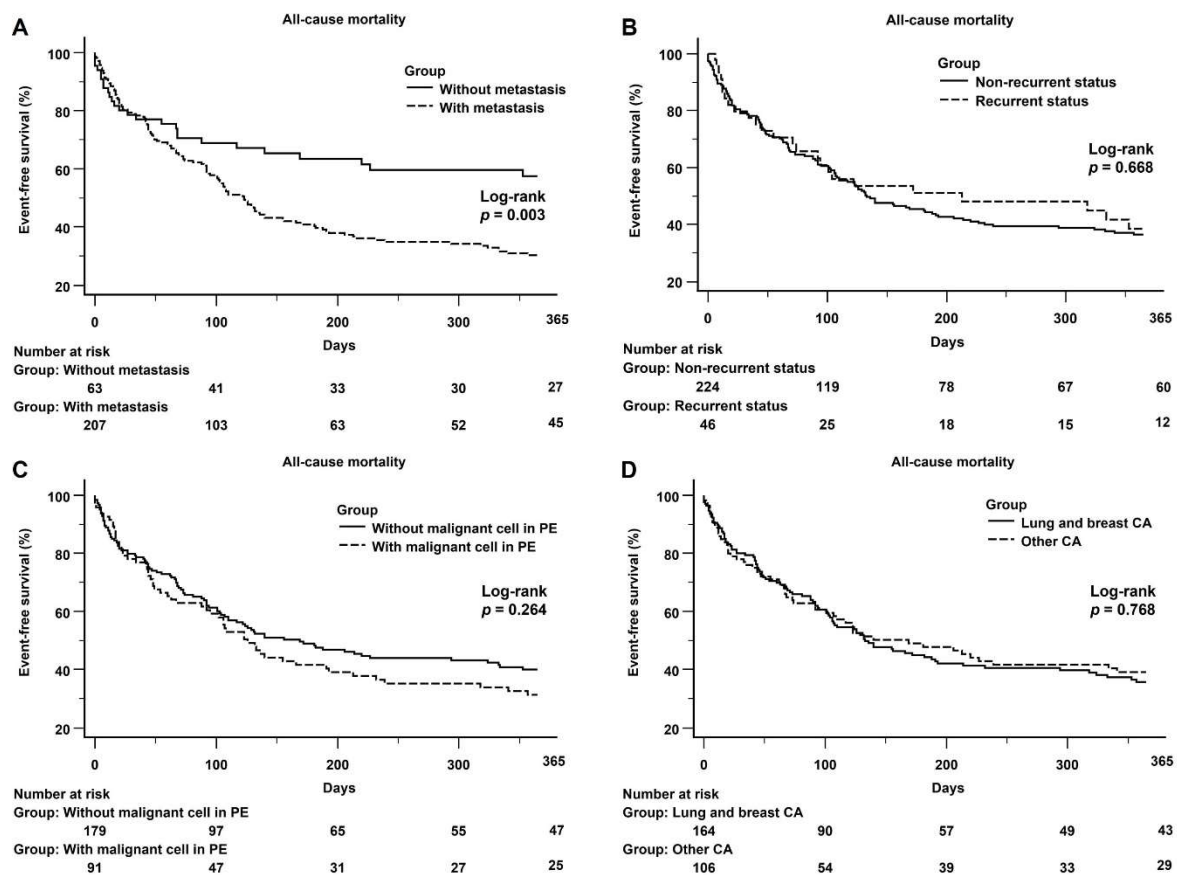 A
All-cause mortality
Event-free survival (%)
100
80
60
40
20
Group
Without metastasis
With metastasis
Log-rank
p = 0.003
0 100 200 300 365
Days
Number at risk
Group: Without metastasis
63 41 33 30 27
Group: With metastasis
207 103 63 52 45
B
All-cause mortality
Event-free survival (%)
100
80
60
40
20
Group
Non-recurrent status
Recurrent status
Log-rank
p = 0.668
0 100 200 300 365
Days
Number at risk
Group: Non-recurrent status
224 119 78 67 60
Group: Recurrent status
46 25 18 15 12
C
All-cause mortality
Event-free survival (%)
100
80
60
40
20
Group
Without malignant cell in PE
With malignant cell in PE
Log-rank
p = 0.264
0 100 200 300 365
Days
Number at risk
Group: Without malignant cell in PE
179 97 65 55 47
Group: With malignant cell in PE
91 47 31 27 25
D
All-cause mortality
Event-free survival (%)
100
80
60
40
20
Group
Lung and breast CA
Other CA
Log-rank
p = 0.768
0 100 200 300 365
Days
Number at risk
Group: Lung and breast CA
164 90 57 49 43
Group: Other CA
106 54 39 33 29